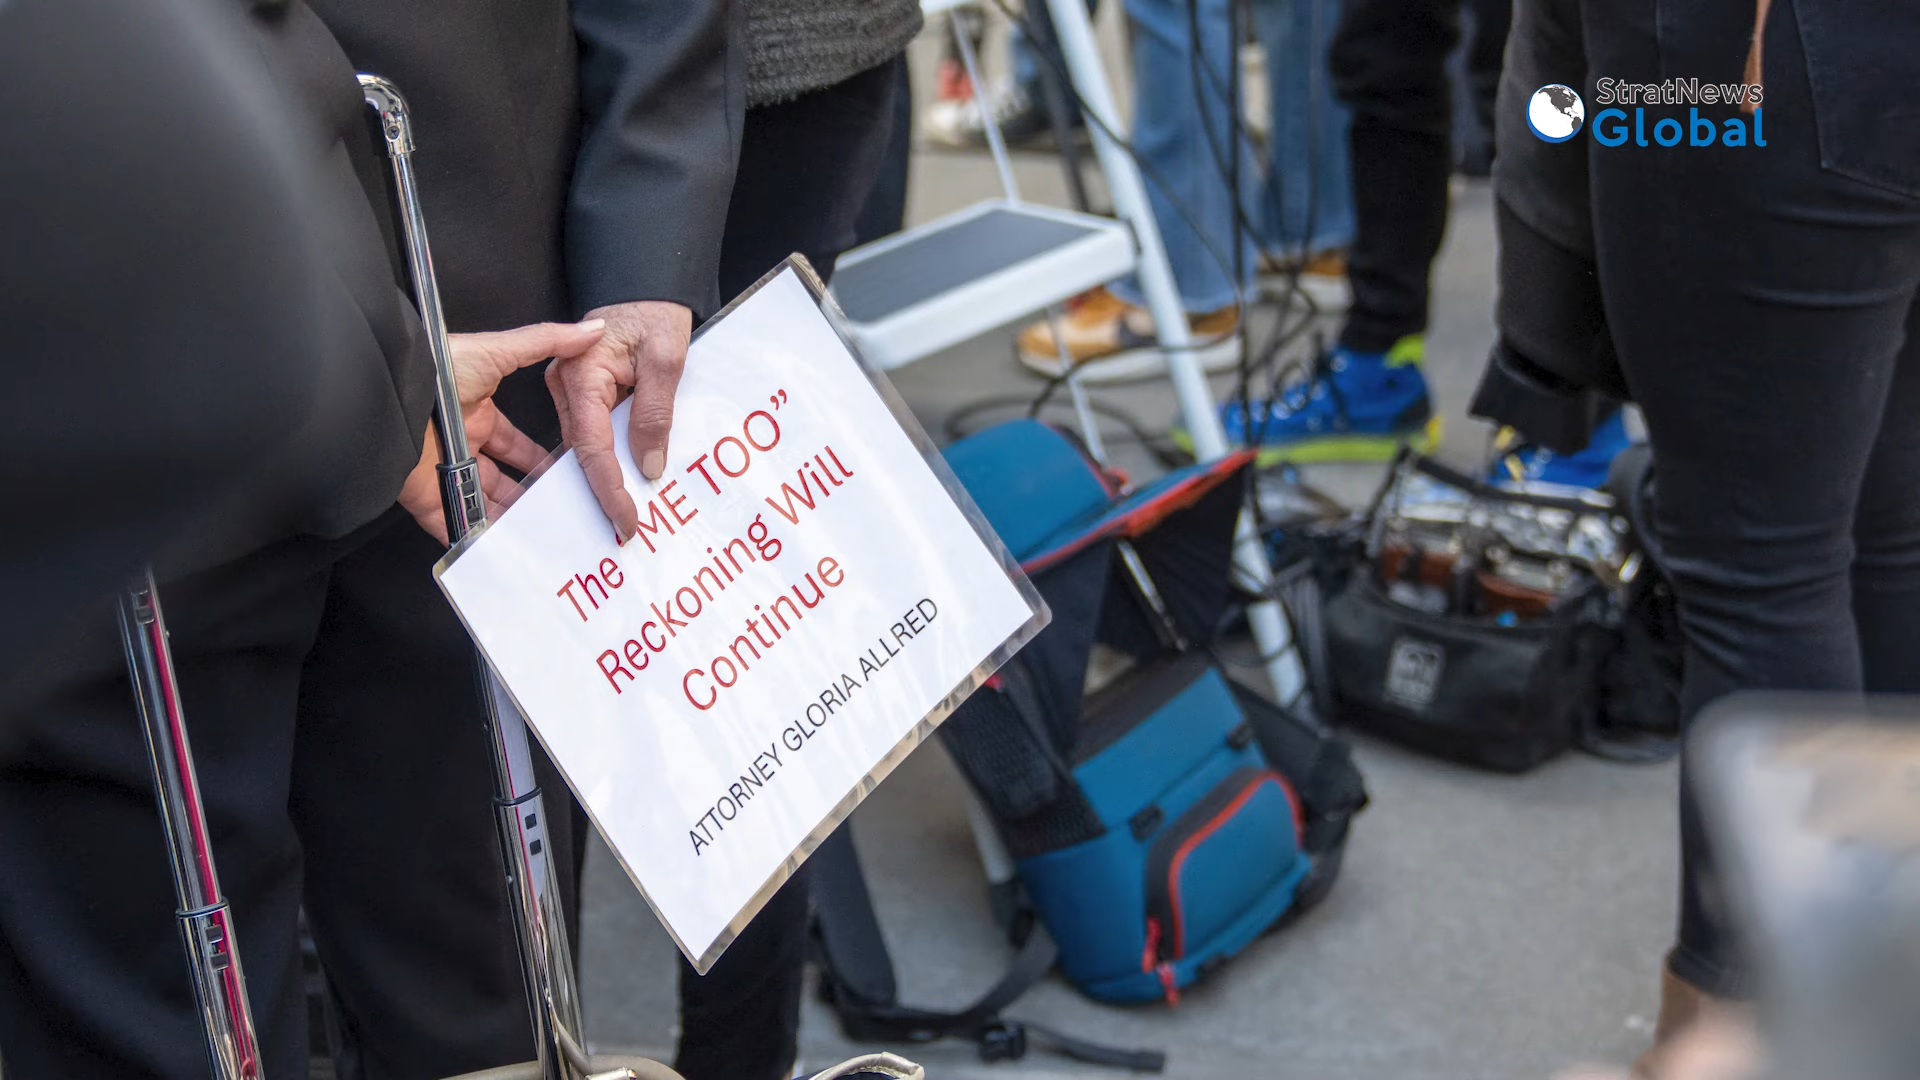 StratNews
Global
The "ME TOO”
Reckoning Will
Continue
ATTORNEY GLORIA ALLRED